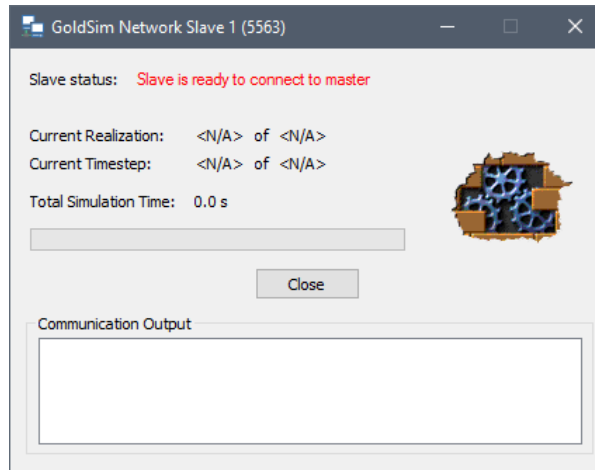 GoldSim Network Slave 1 (5563)
Slave status: Slave is ready to connect to master
Current Realization: <N/A> of <N/A>
Current Timestep: <N/A> of <N/A>
Total Simulation Time: 0.0 s
Close
Communication Output